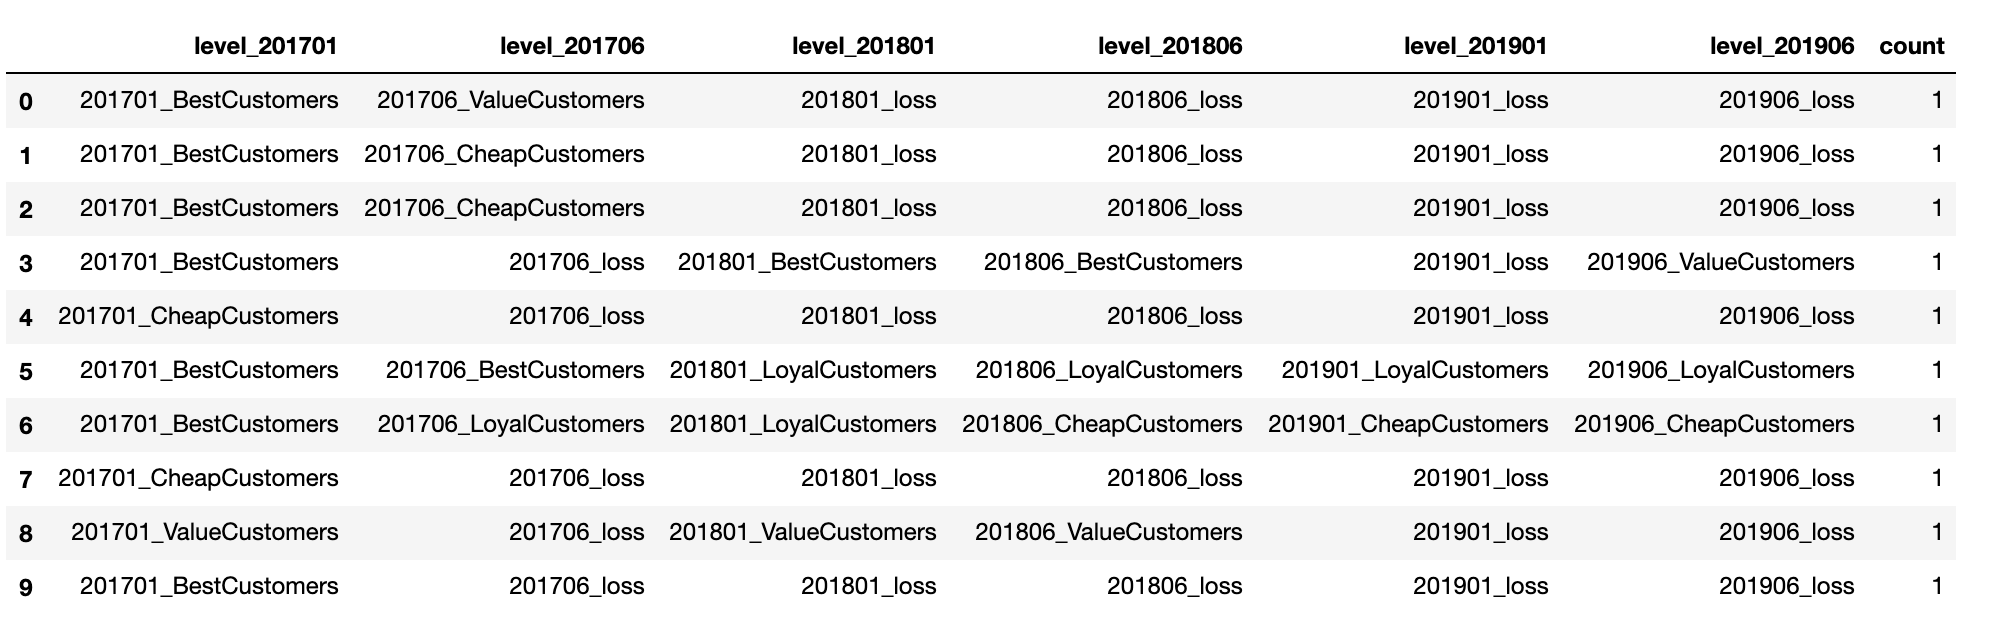 level_201701 level_201706 level_201801 level_201806 level_201901 level_201906 count
0 201701_BestCustomers 201706_ValueCustomers 201801_loss 201806_loss 201901_loss 201906_loss 1
1 201701_BestCustomers 201706_CheapCustomers 201801_loss 201806_loss 201901_loss 201906_loss 1
2 201701_BestCustomers 201706_CheapCustomers 201801_loss 201806_loss 201901_loss 201906_loss 1
3 201701_BestCustomers 201706_loss 201801_BestCustomers 201806_BestCustomers 201901_loss 201906_ValueCustomers 1
4 201701_CheapCustomers 201706_loss 201801_loss 201806_loss 201901_loss 201906_loss 1
5 201701_BestCustomers 201706_BestCustomers 201801_LoyalCustomers 201806_LoyalCustomers 201901_LoyalCustomers 201906_LoyalCustomers 1
6 201701_BestCustomers 201706_LoyalCustomers 201801_LoyalCustomers 201806_CheapCustomers 201901_CheapCustomers 201906_CheapCustomers 1
7 201701_CheapCustomers 201706_loss 201801_loss 201806_loss 201901_loss 201906_loss 1
8 201701_ValueCustomers 201706_loss 201801_ValueCustomers 201806_ValueCustomers 201901_loss 201906_loss 1
9 201701_BestCustomers 201706_loss 201801_loss 201806_loss 201901_loss 201906_loss 1